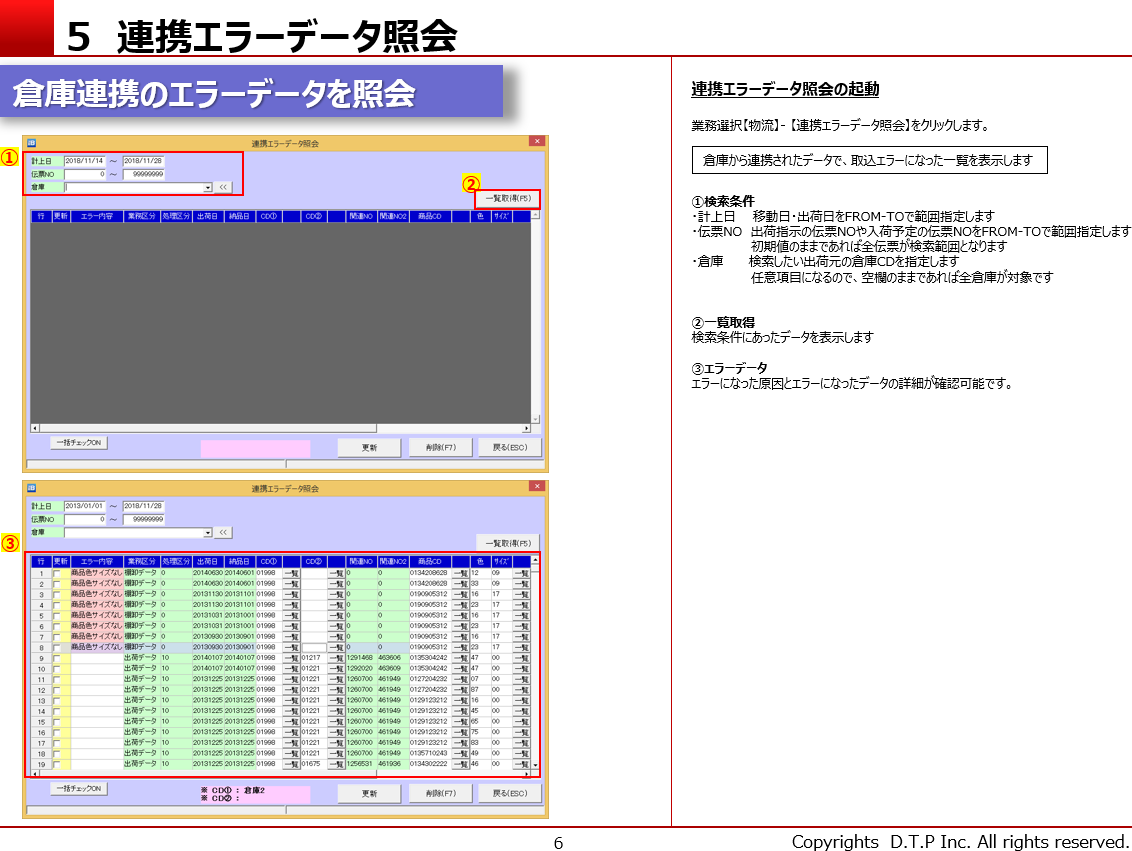 5 連携エラーデータ照会
倉庫連携のエラーデータを照会
①
連携エラーデータ照会
計上日 2018/11/14 ～ 2018/11/28
伝票NO 0 ～ 99999999
倉庫 <<
②
一覧取得(F5)
行 更新 エラー内容 業務区分 処理区分 出荷日 納品日 CD① CD② 関連NO 関連NO2 商品CD 色 サイズ
一括チェックON 更新 削除(F7) 戻る(ESC)
連携エラーデータ照会
計上日 2013/01/01 ～ 2018/11/28
伝票NO 0 ～ 99999999
倉庫 <<
③
一覧取得(F5)
行 更新 エラー内容 業務区分 処理区分 出荷日 納品日 CD① CD② 関連NO 関連NO2 商品CD 色 サイズ
1 商品色サイズなし 棚卸データ 0 20140630 20140601 01998 一覧 一覧 0 0 0134208628 一覧 12 09 一覧
2 商品色サイズなし 棚卸データ 0 20140630 20140601 01998 一覧 一覧 0 0 0134208628 一覧 33 09 一覧
3 商品色サイズなし 棚卸データ 0 20131130 20131101 01998 一覧 一覧 0 0 0190905312 一覧 16 17 一覧
4 商品色サイズなし 棚卸データ 0 20131130 20131101 01998 一覧 一覧 0 0 0190905312 一覧 23 17 一覧
5 商品色サイズなし 棚卸データ 0 20131031 20131001 01998 一覧 一覧 0 0 0190905312 一覧 16 17 一覧
6 商品色サイズなし 棚卸データ 0 20131031 20131001 01998 一覧 一覧 0 0 0190905312 一覧 23 17 一覧
7 商品色サイズなし 棚卸データ 0 20130930 20130901 01998 一覧 一覧 0 0 0190905312 一覧 16 17 一覧
8 商品色サイズなし 棚卸データ 0 20130930 20130901 01998 一覧 一覧 0 0 0190905312 一覧 23 17 一覧
9 出荷データ 10 20140107 20140107 01998 一覧 01217 一覧 1291468 463606 0135304242 一覧 47 00 一覧
10 出荷データ 10 20140107 20140107 01998 一覧 01221 一覧 1292020 463609 0135304242 一覧 47 00 一覧
11 出荷データ 10 20131225 20131225 01998 一覧 01221 一覧 1260700 461949 0127204232 一覧 07 00 一覧
12 出荷データ 10 20131225 20131225 01998 一覧 01221 一覧 1260700 461949 0127204232 一覧 87 00 一覧
13 出荷データ 10 20131225 20131225 01998 一覧 01221 一覧 1260700 461949 0129123212 一覧 16 00 一覧
14 出荷データ 10 20131225 20131225 01998 一覧 01221 一覧 1260700 461949 0129123212 一覧 45 00 一覧
15 出荷データ 10 20131225 20131225 01998 一覧 01221 一覧 1260700 461949 0129123212 一覧 65 00 一覧
16 出荷データ 10 20131225 20131225 01998 一覧 01221 一覧 1260700 461949 0129123212 一覧 75 00 一覧
17 出荷データ 10 20131225 20131225 01998 一覧 01221 一覧 1260700 461949 0129123212 一覧 83 00 一覧
18 出荷データ 10 20131225 20131225 01998 一覧 01221 一覧 1260700 461949 0135710243 一覧 49 00 一覧
19 出荷データ 10 20131225 20131225 01998 一覧 01675 一覧 1256531 461936 0134302222 一覧 46 00 一覧
一括チェックON ※ CD① : 倉庫2 更新 削除(F7) 戻る(ESC)
※ CD② :
連携エラーデータ照会の起動
業務選択【物流】-【連携エラーデータ照会】をクリックします。
倉庫から連携されたデータで、取込エラーになった一覧を表示します
①検索条件
・計上日 移動日・出荷日をFROM-TOで範囲指定します
・伝票NO 出荷指示の伝票NOや入荷予定の伝票NOをFROM-TOで範囲指定します
初期値のままであれば全伝票が検索範囲となります
・倉庫 検索したい出荷元の倉庫CDを指定します
任意項目になるので、空欄のままであれば全倉庫が対象です
②一覧取得
検索条件にあったデータを表示します
③エラーデータ
エラーになった原因とエラーになったデータの詳細が確認可能です。
6
Copyrights D.T.P Inc. All rights reserved.